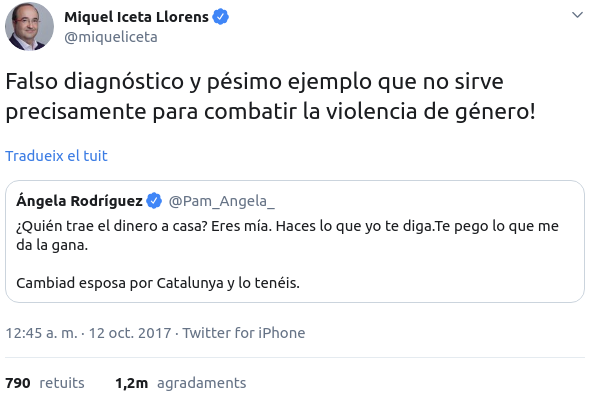 Miquel Iceta Llorens
@miqueliceta
Falso diagnóstico y pésimo ejemplo que no sirve
precisamente para combatir la violencia de género!
Tradueix el tuit
Ángela Rodríguez @Pam_Angela_
¿Quién trae el dinero a casa? Eres mía. Haces lo que yo te diga.Te pego lo que me
da la gana.
Cambiad esposa por Catalunya y lo tenéis.
12:45 a. m. · 12 oct. 2017 · Twitter for iPhone
790 retuits 1,2m agradaments